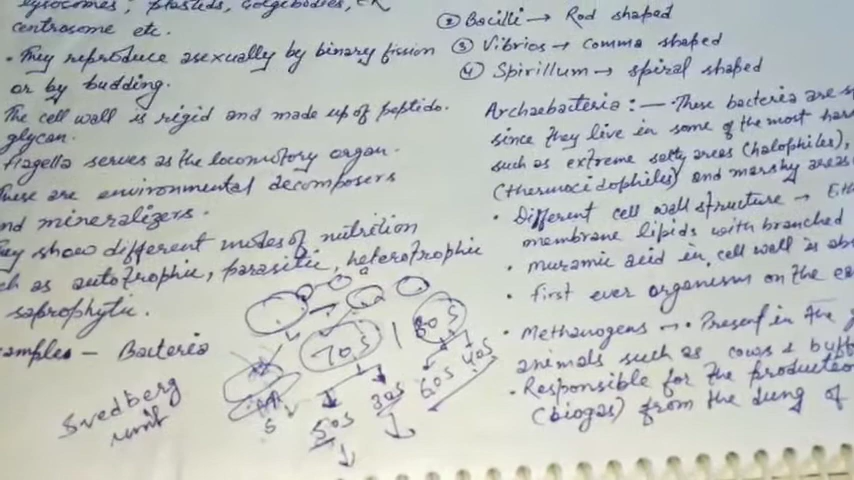 lysosomes, plastids, Golgibodies, ER
centrosome etc.
• They reproduce asexually by binary fission
or by budding.
The cell wall is rigid and made up of peptido-
glycan.
flagella serves as the locomotory organ.
These are environmental decomposers
and mineralizers.
They show different modes of nutrition
such as autotrophic, parasitic, heterotrophic
saprophytic.
Examples – Bacteria
Svedberg
unit
70s | 80s
50s 30s 60s 40s
② Bacilli → Rod shaped
③ Vibrios → comma shaped
④ Spirillum → spiral shaped
Archaebacteria : — • These bacteria are
since they live in some of the most
such as extreme salty areas (halophiles),
(thermoacidophiles) and marshy areas
• Different cell wall structure →
membrane lipids with branched
• muramic acid in cell wall is
• first ever organism on the
• Methanogens → • Present in the
animals such as cows &
• Responsible for the production
(biogas) from the dung of